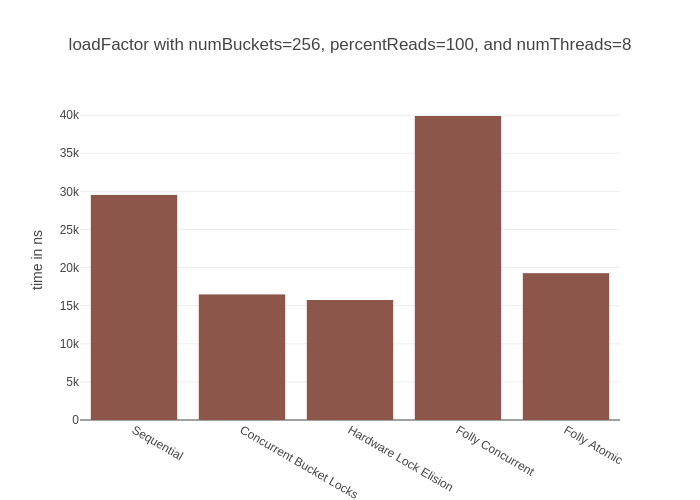 loadFactor with numBuckets=256, percentReads=100, and numThreads=8
40k
35k
30k
25k
20k
15k
10k
5k
0
time in ns
Sequential
Concurrent Bucket Locks
Hardware Lock Elision
Folly Concurrent
Folly Atomic